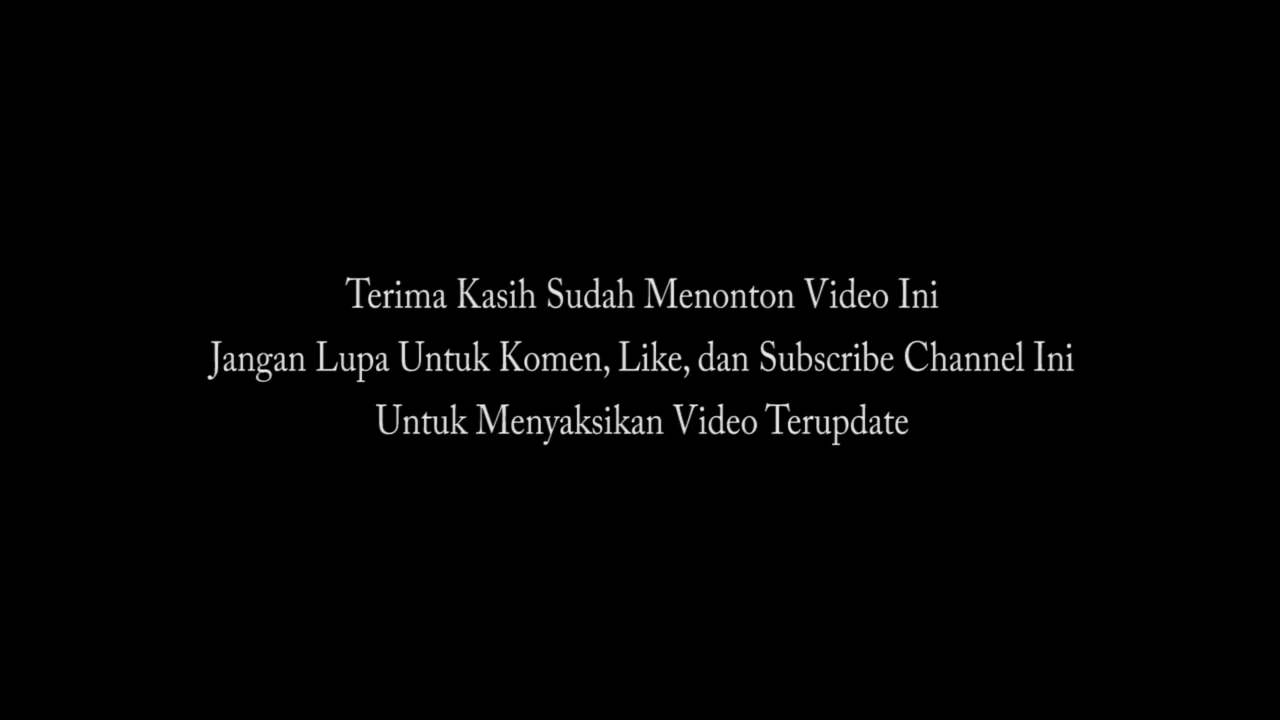 Terima Kasih Sudah Menonton Video Ini
Jangan Lupa Untuk Komen, Like, dan Subscribe Channel Ini
Untuk Menyaksikan Video Terupdate